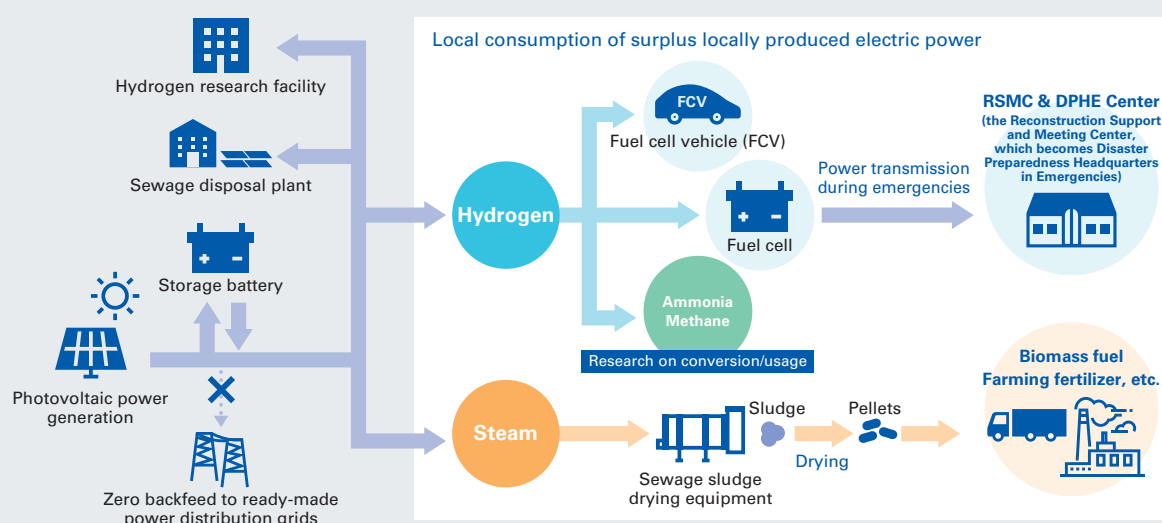 Hydrogen research facility
Sewage disposal plant
Storage battery
Photovoltaic power
generation
Zero backfeed to ready-made
power distribution grids
Local consumption of surplus locally produced electric power
Hydrogen
FCV
Fuel cell vehicle (FCV)
Fuel cell
Power transmission
during emergencies
RSMC & DPHE Center
(the Reconstruction Support
and Meeting Center,
which becomes Disaster
Preparedness Headquarters
in Emergencies)
Ammonia
Methane
Research on conversion/usage
Steam
Sewage sludge
drying equipment
Sludge
Drying
Pellets
Biomass fuel
Farming fertilizer, etc.